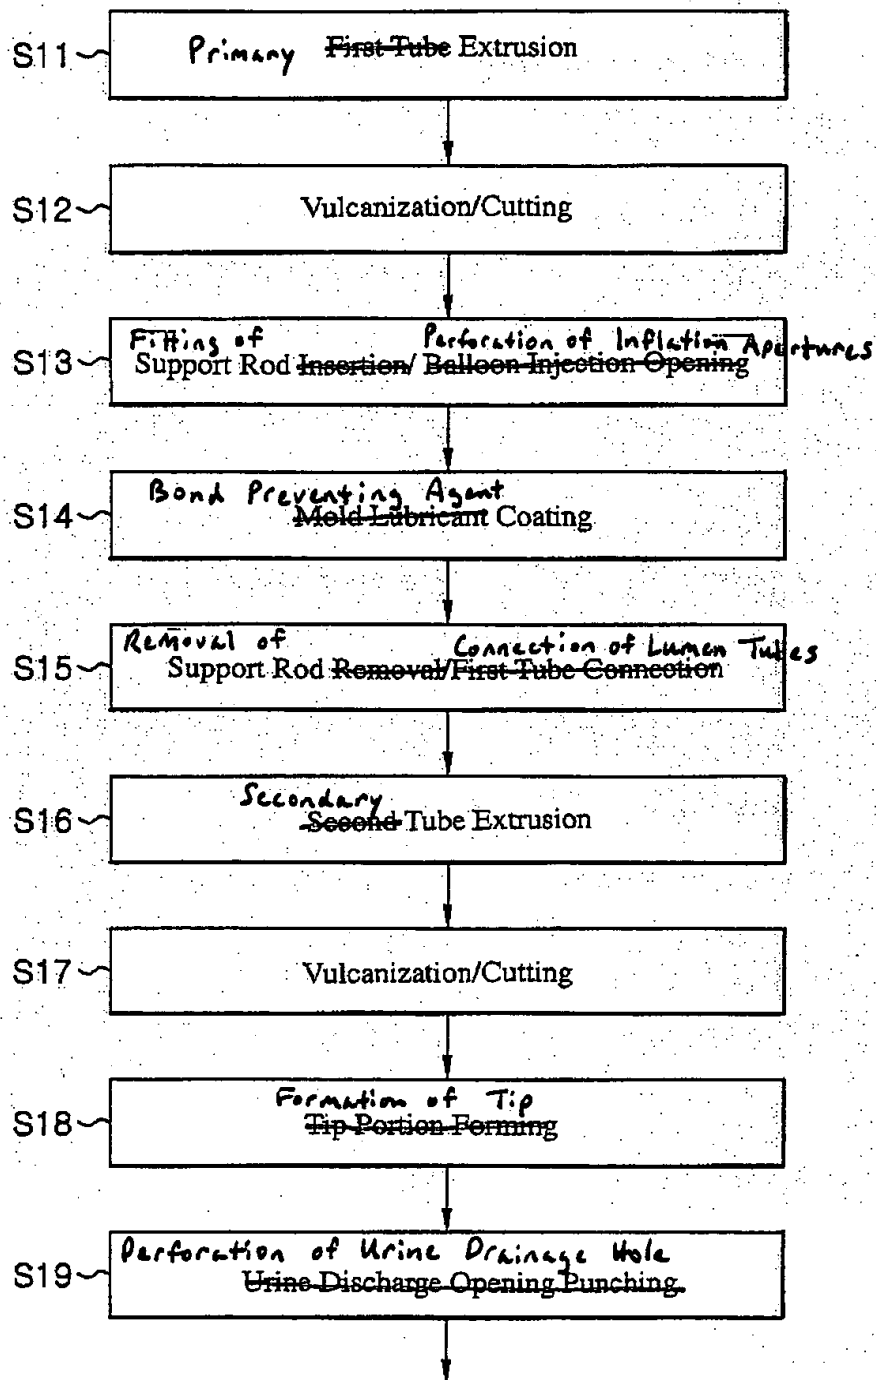 S11 Primary First Tube Extrusion
S12 Vulcanization/Cutting
Fitting of Perforation of Inflation Apertures
S13 Support Rod Insertion/ Balloon Injection Opening
Bond Preventing Agent
S14 Mold Lubricant Coating
Removal of Connection of Lumen Tubes
S15 Support Rod Removal/First Tube Connection
Secondary
S16 Second Tube Extrusion
S17 Vulcanization/Cutting
Formation of Tip
S18 Tip Portion Forming
Perforation of Urine Drainage Hole
S19 Urine Discharge Opening Punching